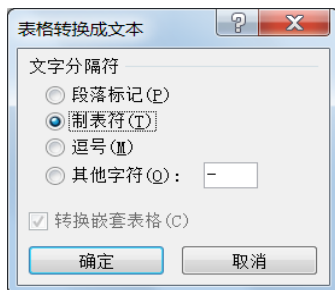 表格转换成文本
文字分隔符
段落标记(P)
制表符(T)
逗号(M)
其他字符(O): -
转换嵌套表格(C)
确定 取消